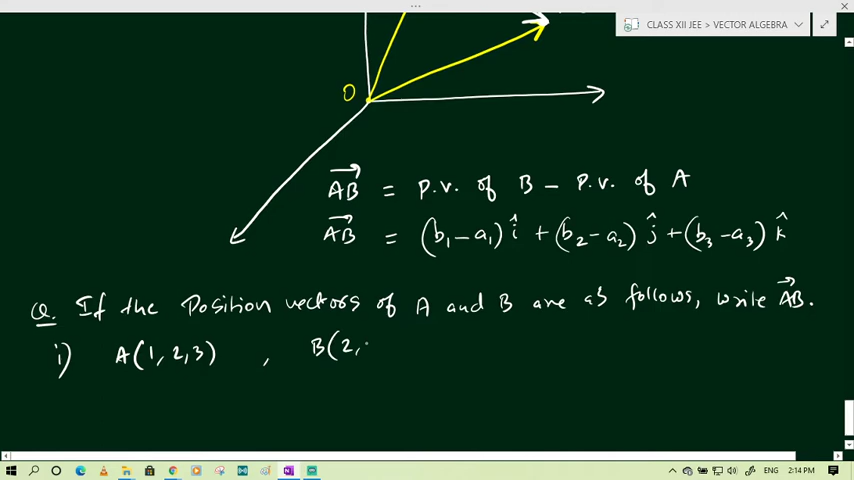 CLASS XII JEE > VECTOR ALGEBRA
O
AB = P.V. of B - P.V. of A
AB = (b₁-a₁) î + (b₂-a₂) ĵ + (b₃-a₃) k̂
Q. If the Position vectors of A and B are as follows, write AB.
i) A(1, 2, 3) , B(2,
ENG 2:14 PM